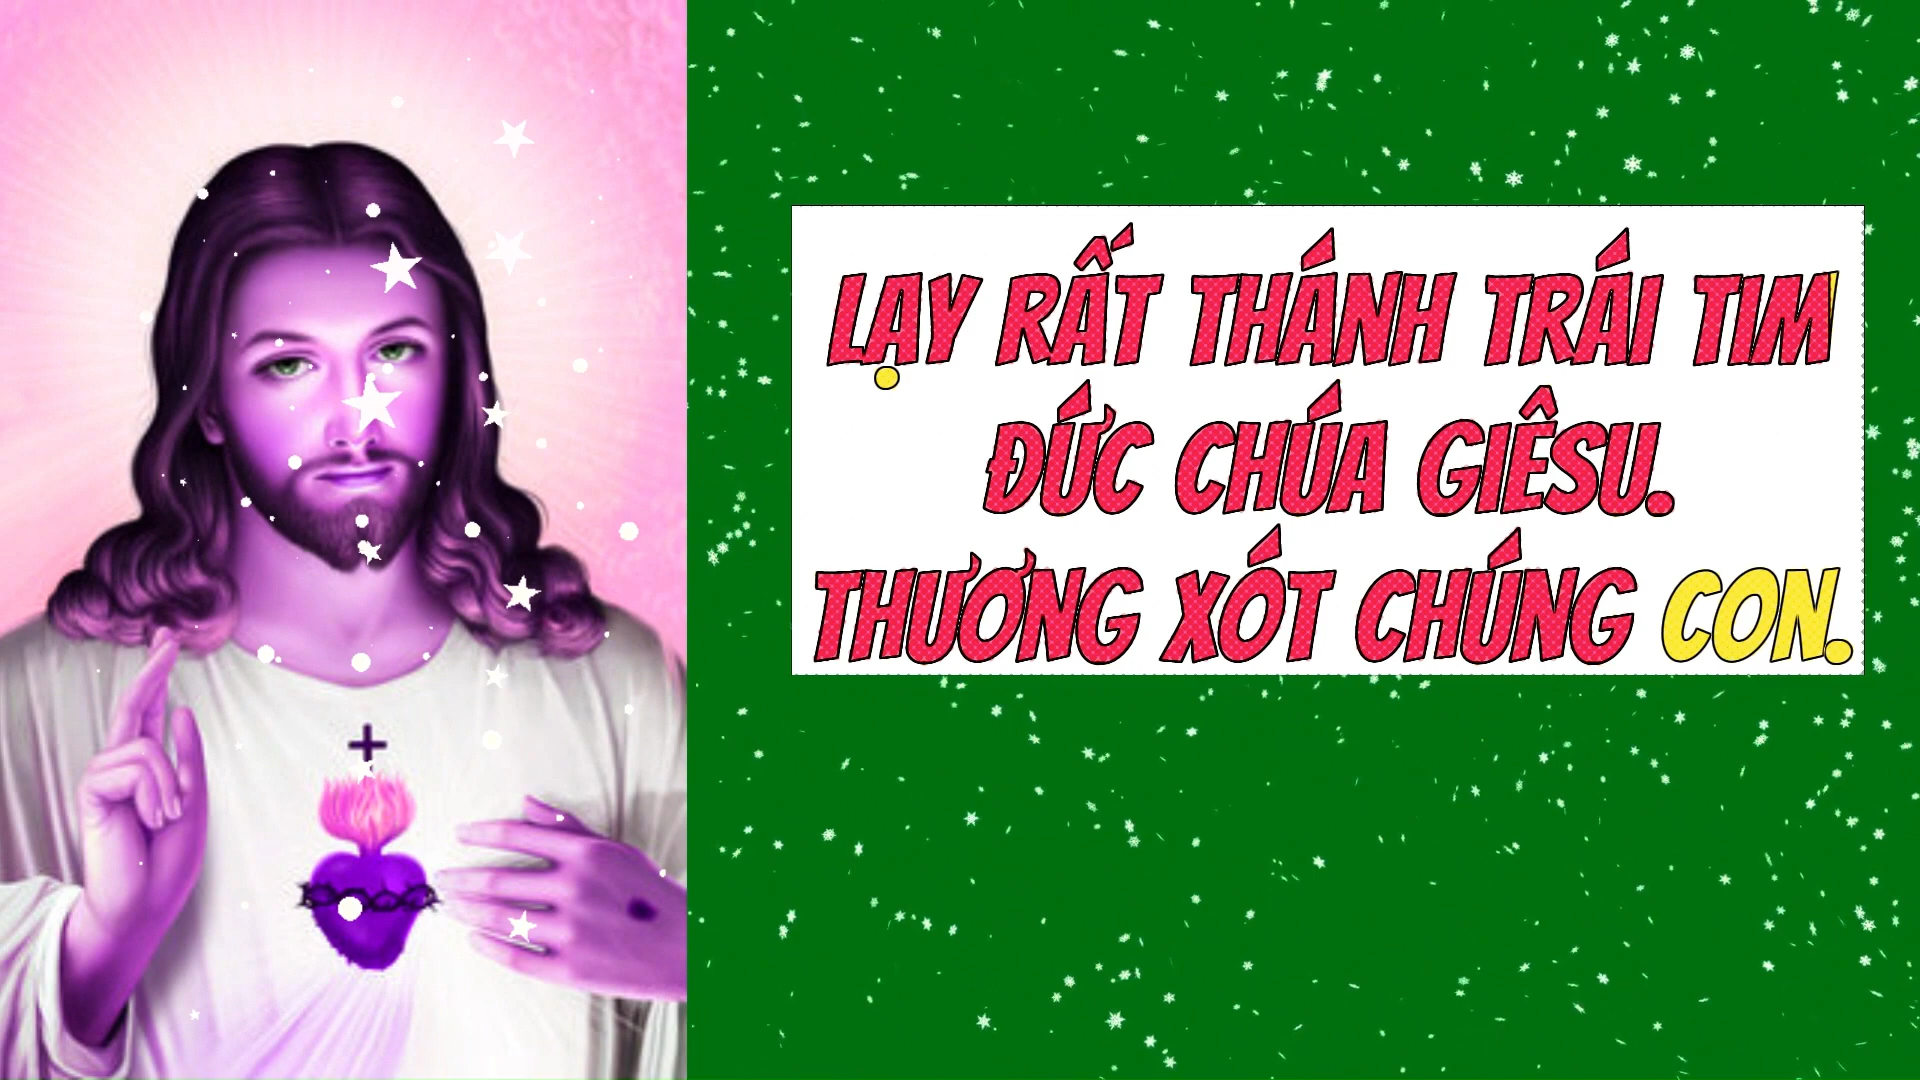 LẠY RẤT THÁNH TRÁI TIM
ĐỨC CHÚA GIÊSU.
THƯƠNG XÓT CHÚNG CON.